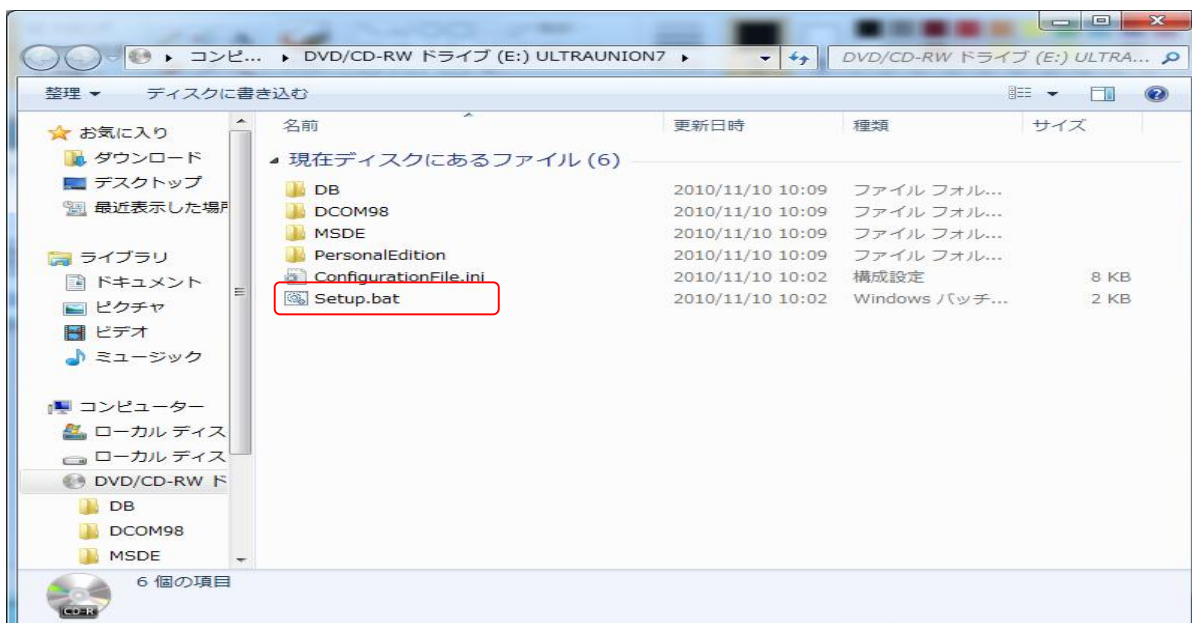 コンピ... ▸ DVD/CD-RW ドライブ (E:) ULTRAUNION7 ▸
DVD/CD-RW ドライブ (E:) ULTRA...
整理 ディスクに書き込む
お気に入り
ダウンロード
デスクトップ
最近表示した場所
ライブラリ
ドキュメント
ピクチャ
ビデオ
ミュージック
コンピューター
ローカル ディス
ローカル ディス
DVD/CD-RW ド
DB
DCOM98
MSDE
名前 更新日時 種類 サイズ
現在ディスクにあるファイル (6)
DB 2010/11/10 10:09 ファイル フォル...
DCOM98 2010/11/10 10:09 ファイル フォル...
MSDE 2010/11/10 10:09 ファイル フォル...
PersonalEdition 2010/11/10 10:09 ファイル フォル...
ConfigurationFile.ini 2010/11/10 10:02 構成設定 8 KB
Setup.bat 2010/11/10 10:02 Windows バッチ... 2 KB
6 個の項目
CD-R